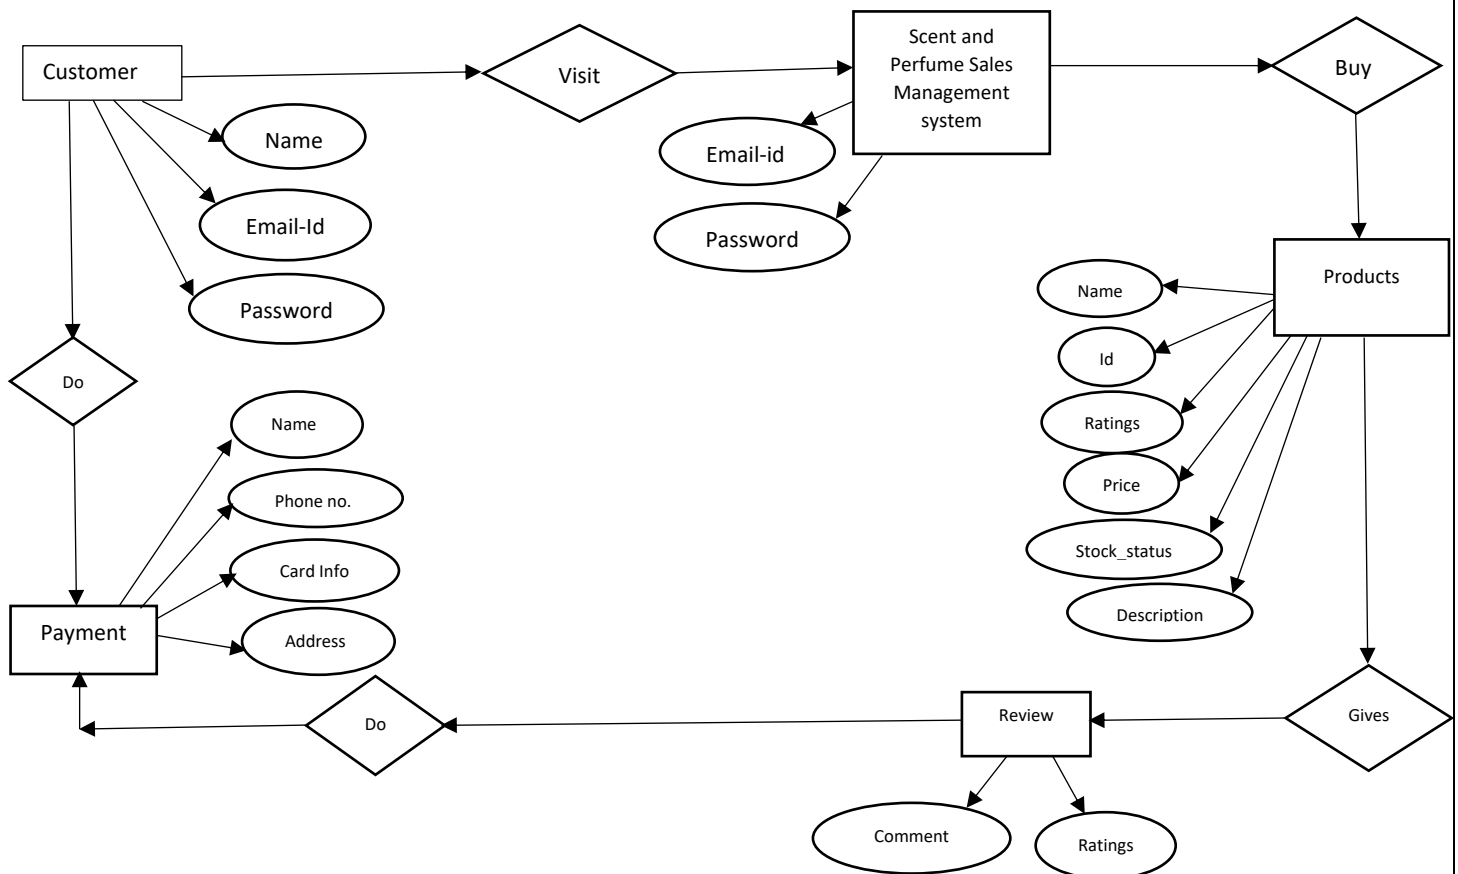 Customer
Visit
Scent and
Perfume Sales
Management
system
Buy
Name
Email-Id
Password
Email-id
Password
Products
Name
Id
Ratings
Price
Stock_status
Description
Do
Name
Phone no.
Card Info
Address
Payment
Do
Review
Gives
Comment
Ratings